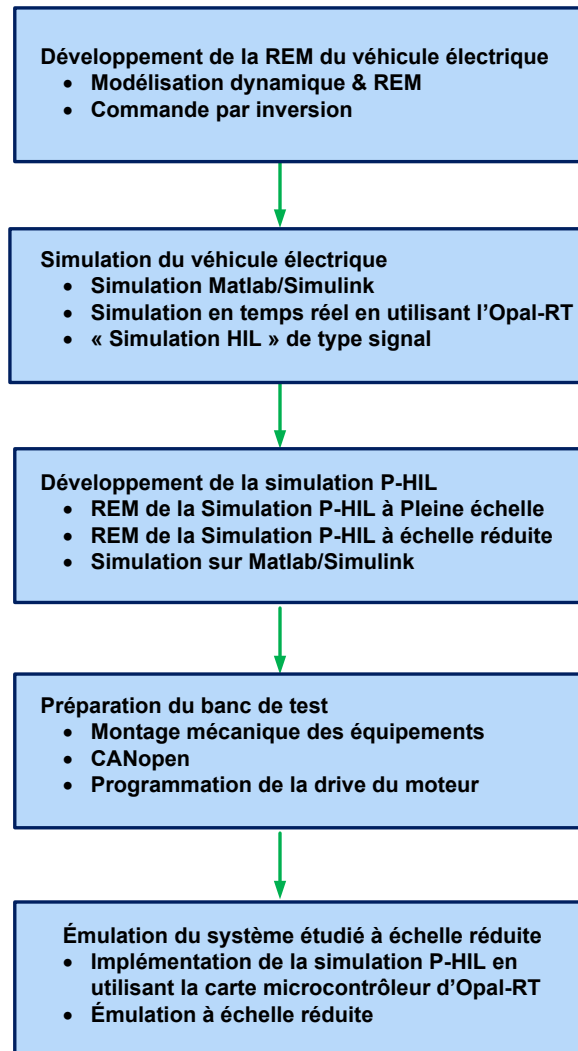 Développement de la REM du véhicule électrique
• Modélisation dynamique & REM
• Commande par inversion
Simulation du véhicule électrique
• Simulation Matlab/Simulink
• Simulation en temps réel en utilisant l’Opal-RT
• « Simulation HIL » de type signal
Développement de la simulation P-HIL
• REM de la Simulation P-HIL à Pleine échelle
• REM de la Simulation P-HIL à échelle réduite
• Simulation sur Matlab/Simulink
Préparation du banc de test
• Montage mécanique des équipements
• CANopen
• Programmation de la drive du moteur
Émulation du système étudié à échelle réduite
• Implémentation de la simulation P-HIL en
utilisant la carte microcontrôleur d’Opal-RT
• Émulation à échelle réduite